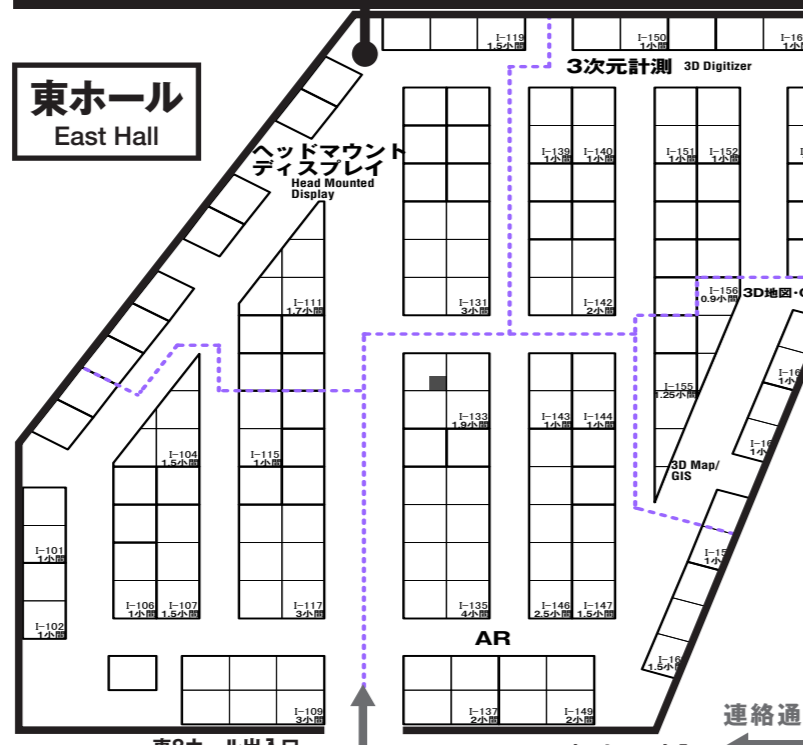 I-119
1.5小間
I-150
1小間
3次元計測 3D Digitizer
東ホール
East Hall
ヘッドマウント
ディスプレイ
Head Mounted
Display
I-139
1小間
I-140
1小間
I-151
1小間
I-152
1小間
I-111
1.7小間
I-131
3小間
I-142
2小間
I-156
0.9小間
3D地図・
I-155
1.25小間
I-133
1.9小間
I-143
1小間
I-144
1小間
I-104
1.5小間
I-115
1小間
3D Map/
GIS
I-101
1小間
I-102
1小間
I-106
1小間
I-107
1.5小間
I-117
3小間
I-135
4小間
I-146
2.5小間
I-147
1.5小間
AR
I-109
3小間
I-137
2小間
I-149
2小間
連絡通